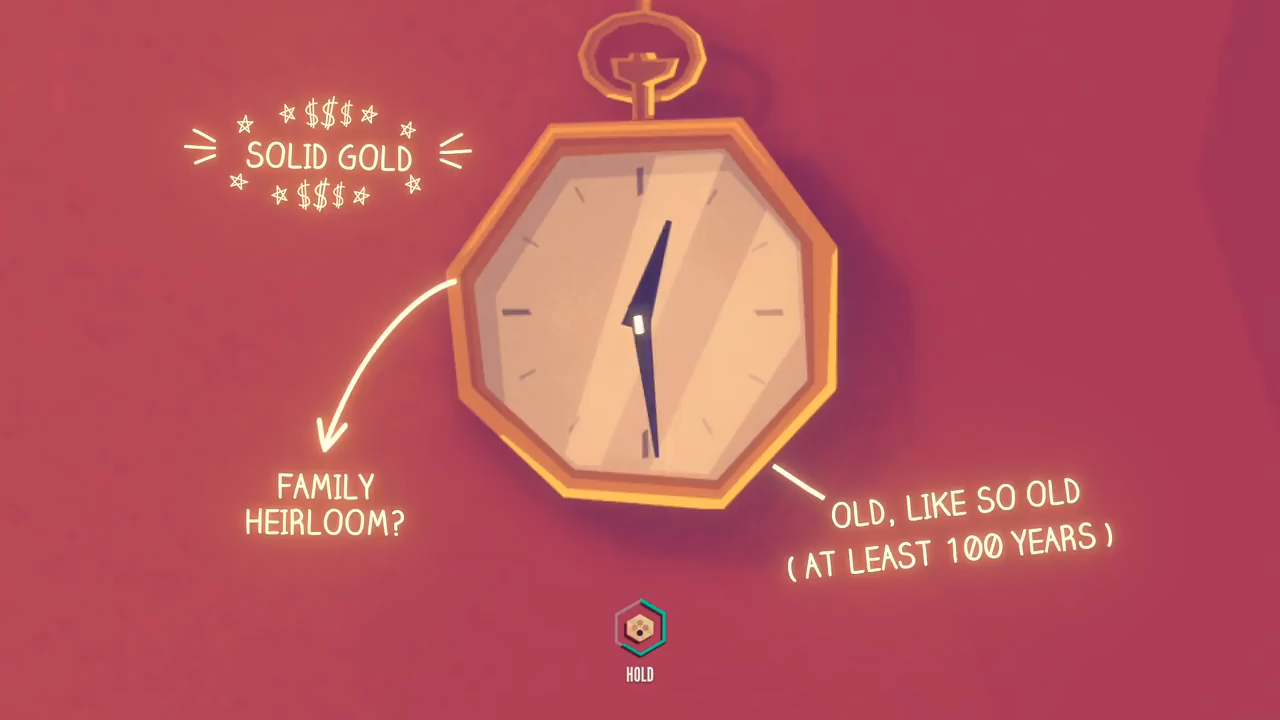 $$$
SOLID GOLD
$$$
FAMILY
HEIRLOOM?
OLD, LIKE SO OLD
(AT LEAST 100 YEARS)
HOLD